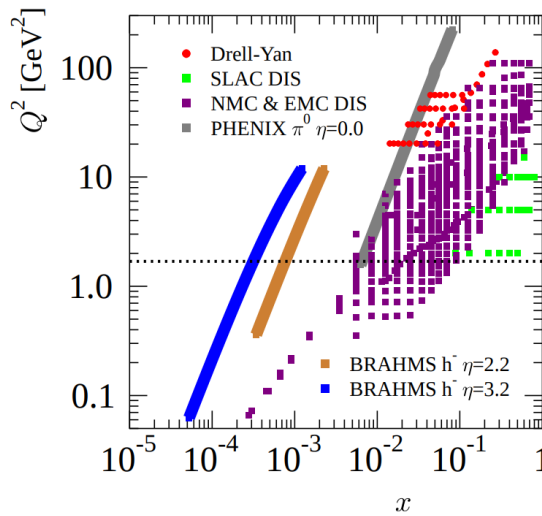 Q² [GeV²]
100
10
1.0
0.1
Drell-Yan
SLAC DIS
NMC & EMC DIS
PHENIX π⁰ η=0.0
BRAHMS h⁻ η=2.2
BRAHMS h⁻ η=3.2
10⁻⁵ 10⁻⁴ 10⁻³ 10⁻² 10⁻¹ 1
x